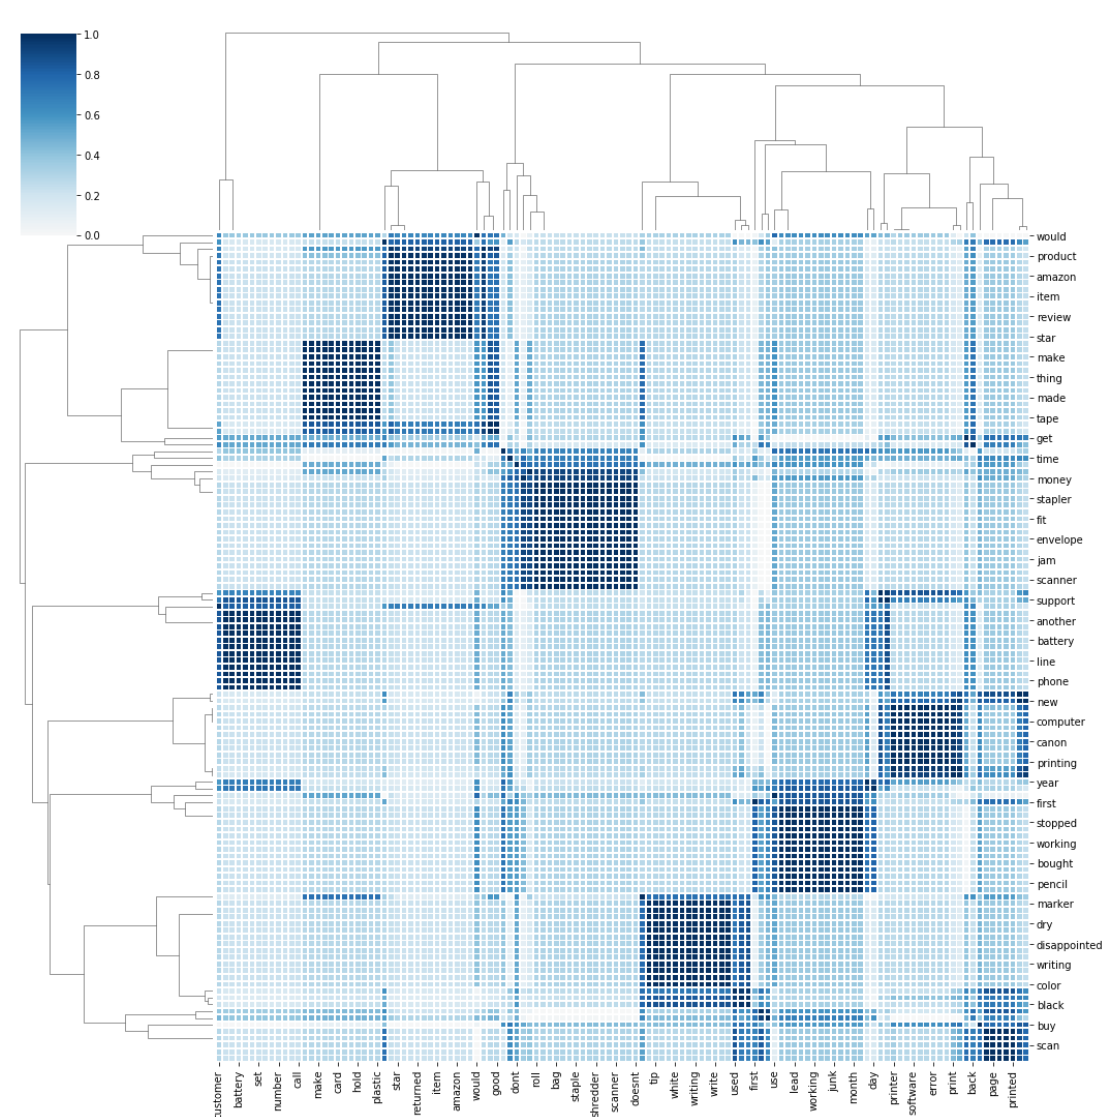 1.0
0.8
0.6
0.4
0.2
0.0
would
product
amazon
item
review
star
make
thing
made
tape
get
time
money
stapler
fit
envelope
jam
scanner
support
another
battery
line
phone
new
computer
canon
printing
year
first
stopped
working
bought
pencil
marker
dry
disappointed
writing
color
black
buy
scan
customer
battery
set
number
call
make
card
hold
plastic
star
returned
item
amazon
would
good
dont
roll
bag
staple
shredder
scanner
doesnt
tip
white
writing
write
used
first
use
lead
working
junk
month
day
printer
software
error
print
back
page
printed